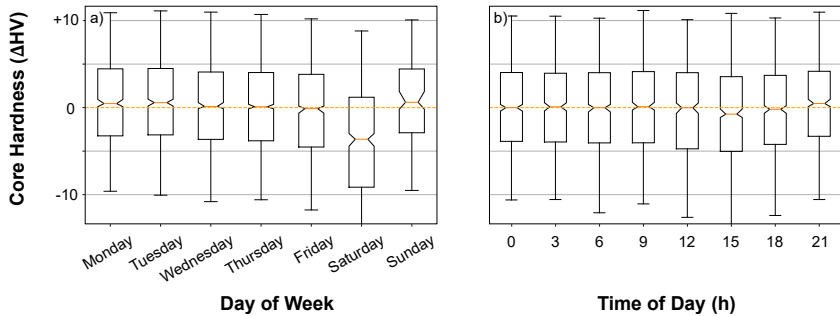 Core Hardness (ΔHV)
a)
+10
0
-10
Monday
Tuesday
Wednesday
Thursday
Friday
Saturday
Sunday
Day of Week
b)
0
3
6
9
12
15
18
21
Time of Day (h)